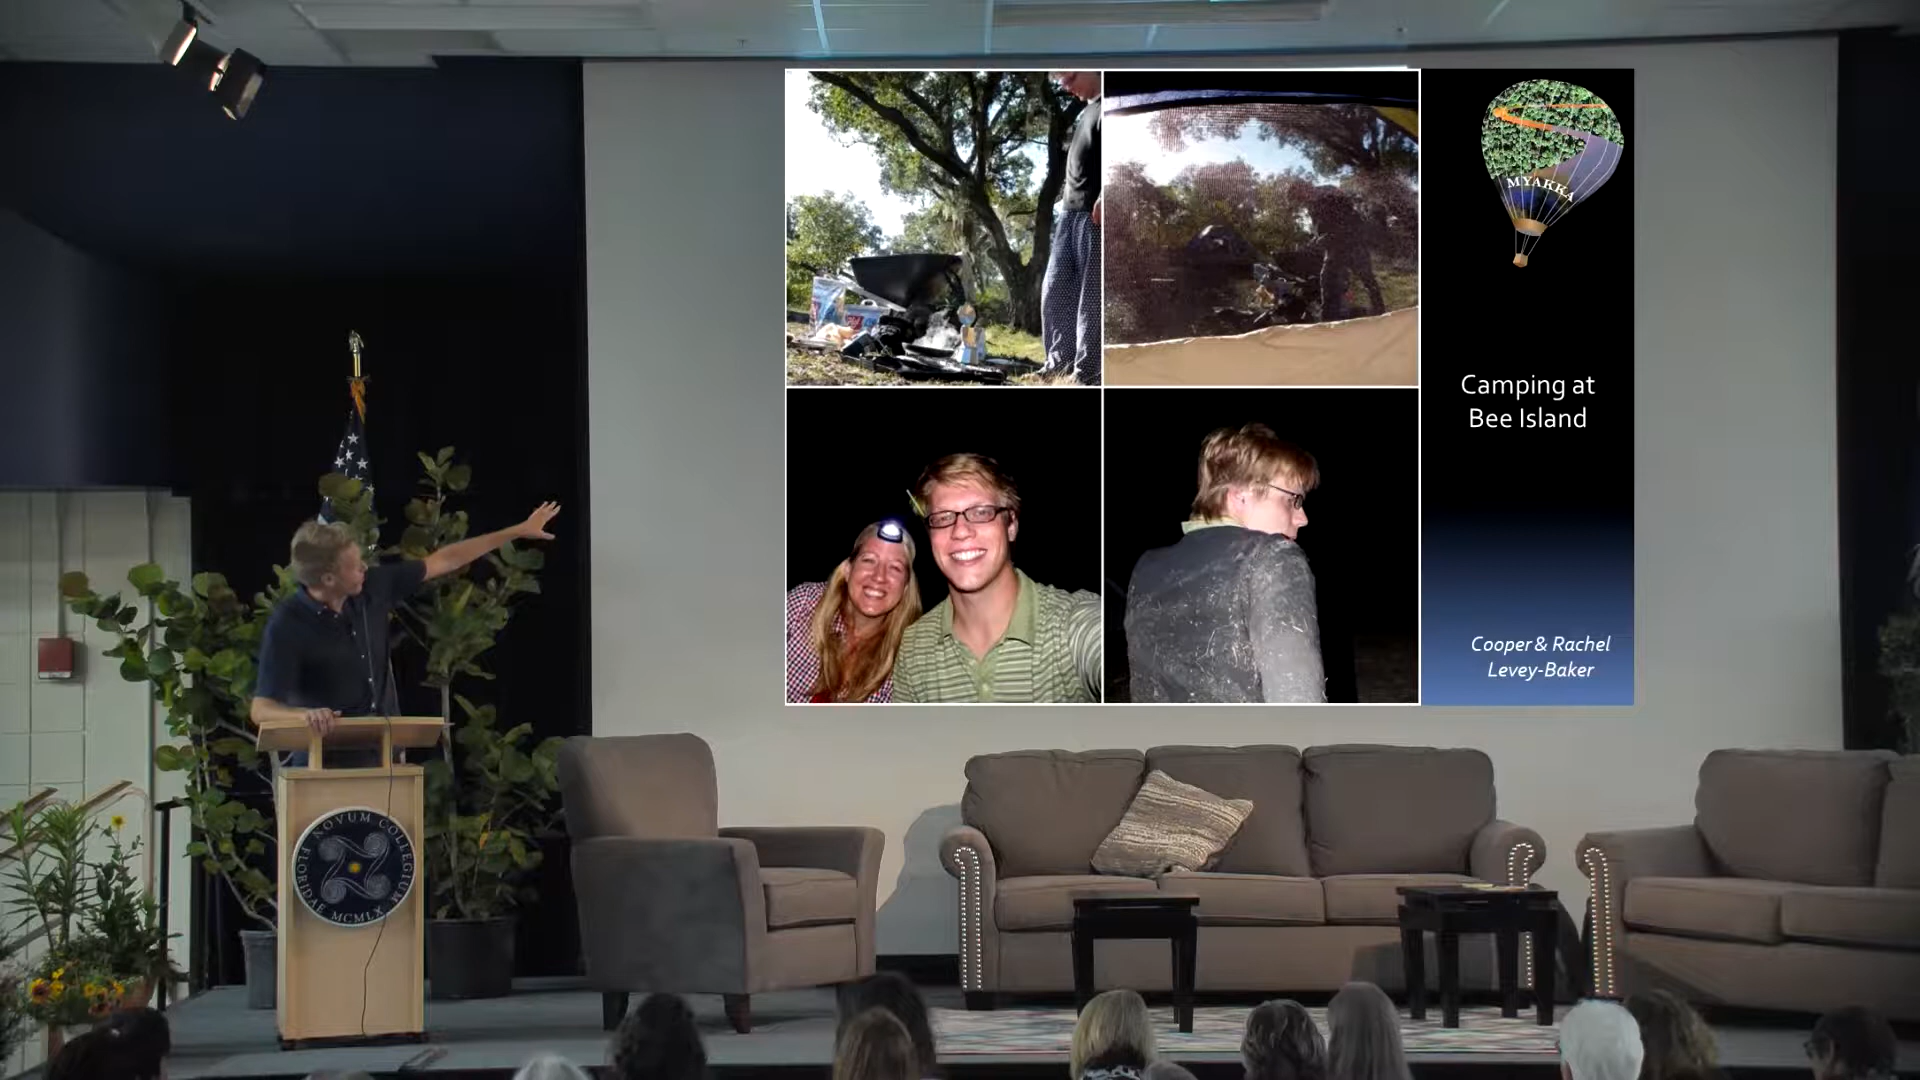 MYAKKA
Camping at
Bee Island
Cooper & Rachel
Levey-Baker
NOVUM COLLEGIUM
FLORIDAE MCMLX